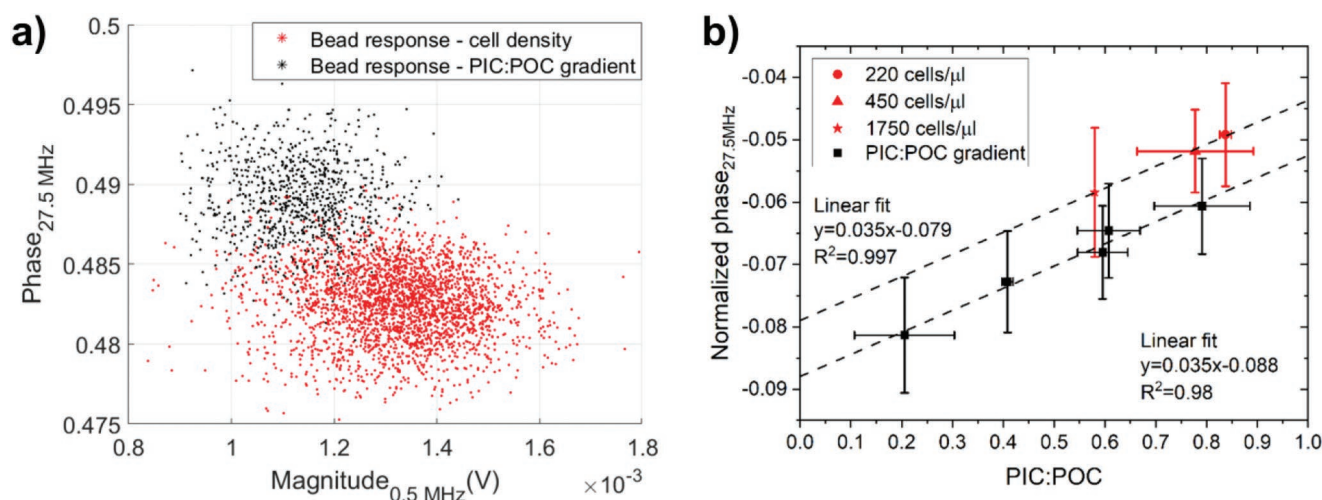 a)
0.5
0.495
0.49
0.485
0.48
0.475
Phase27.5 MHz
Bead response - cell density
Bead response - PIC:POC gradient
0.8 1 1.2 1.4 1.6 1.8
Magnitude0.5 MHz(V)
× 10-3
b)
0.0 0.1 0.2 0.3 0.4 0.5 0.6 0.7 0.8 0.9 1.0
PIC:POC
-0.04
-0.05
-0.06
-0.07
-0.08
-0.09
Normalized phase27.5MHz
220 cells/μl
450 cells/μl
1750 cells/μl
PIC:POC gradient
Linear fit
y=0.035x-0.079
R2=0.997
Linear fit
y=0.035x-0.088
R2=0.98